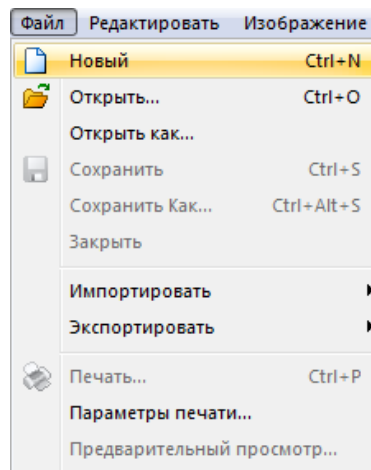 Файл Редактировать Изображение
Новый Ctrl+N
Открыть... Ctrl+O
Открыть как...
Сохранить Ctrl+S
Сохранить Как... Ctrl+Alt+S
Закрыть
Импортировать
Экспортировать
Печать... Ctrl+P
Параметры печати...
Предварительный просмотр...